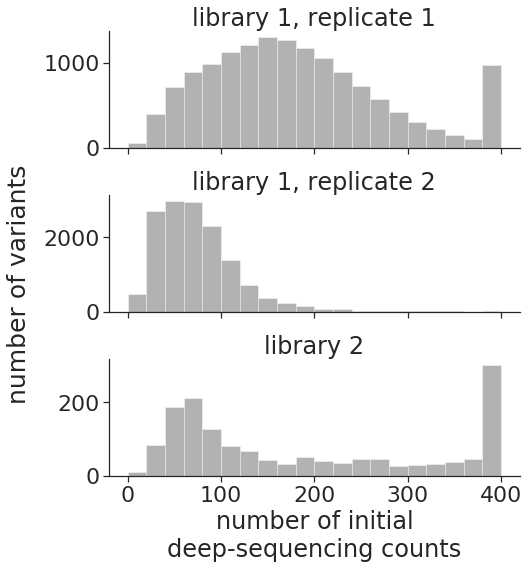 library 1, replicate 1
1000
0
library 1, replicate 2
2000
0
number of variants
library 2
200
0
0 100 200 300 400
number of initial
deep-sequencing counts